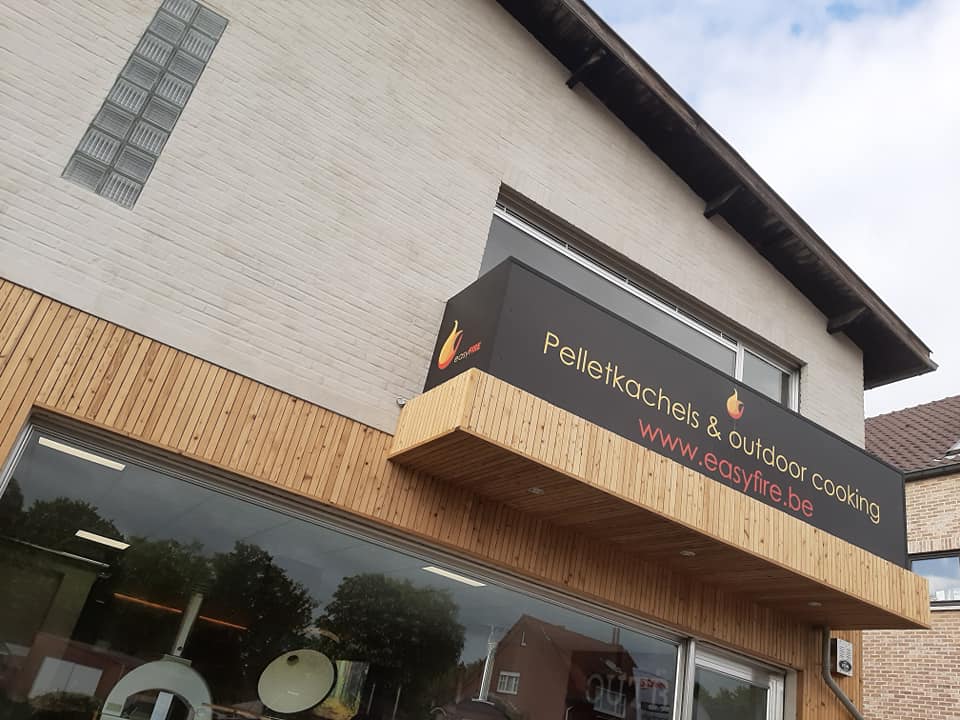 easyFIRE
Pelletkachels & outdoor cooking
www.easyfire.be